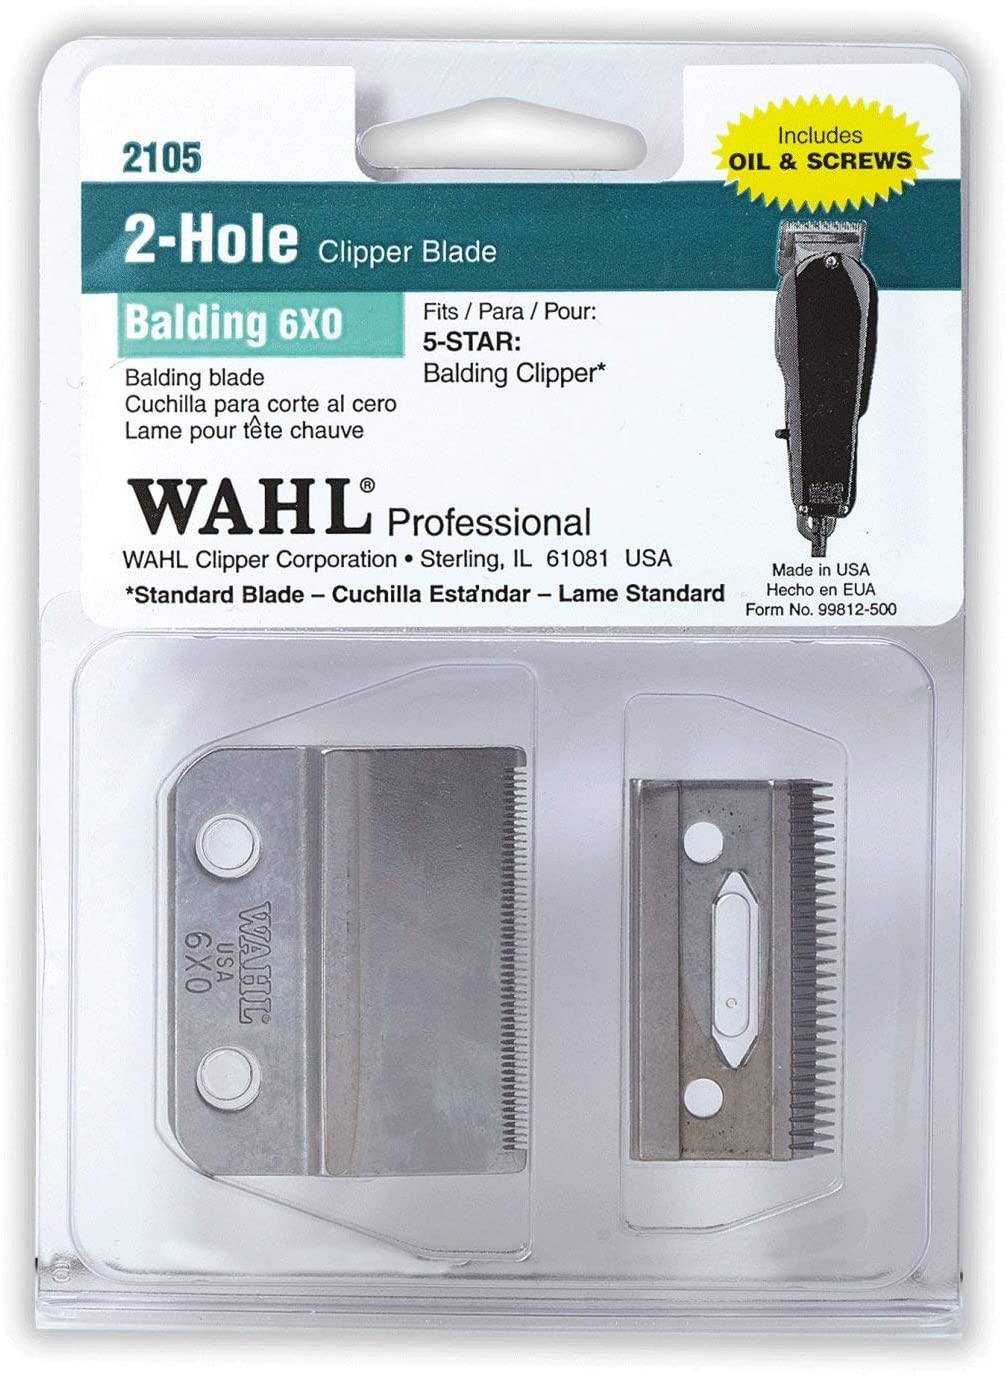 2105
Includes
OIL & SCREWS
2-Hole Clipper Blade
Balding 6X0
Fits / Para / Pour:
5-STAR:
Balding Clipper*
Balding blade
Cuchilla para corte al cero
Lame pour tête chauve
WAHL® Professional
WAHL Clipper Corporation • Sterling, IL 61081 USA
*Standard Blade – Cuchilla Esta'ndar – Lame Standard
Made in USA
Hecho en EUA
Form No. 99812-500
WAHL®
USA
6X0